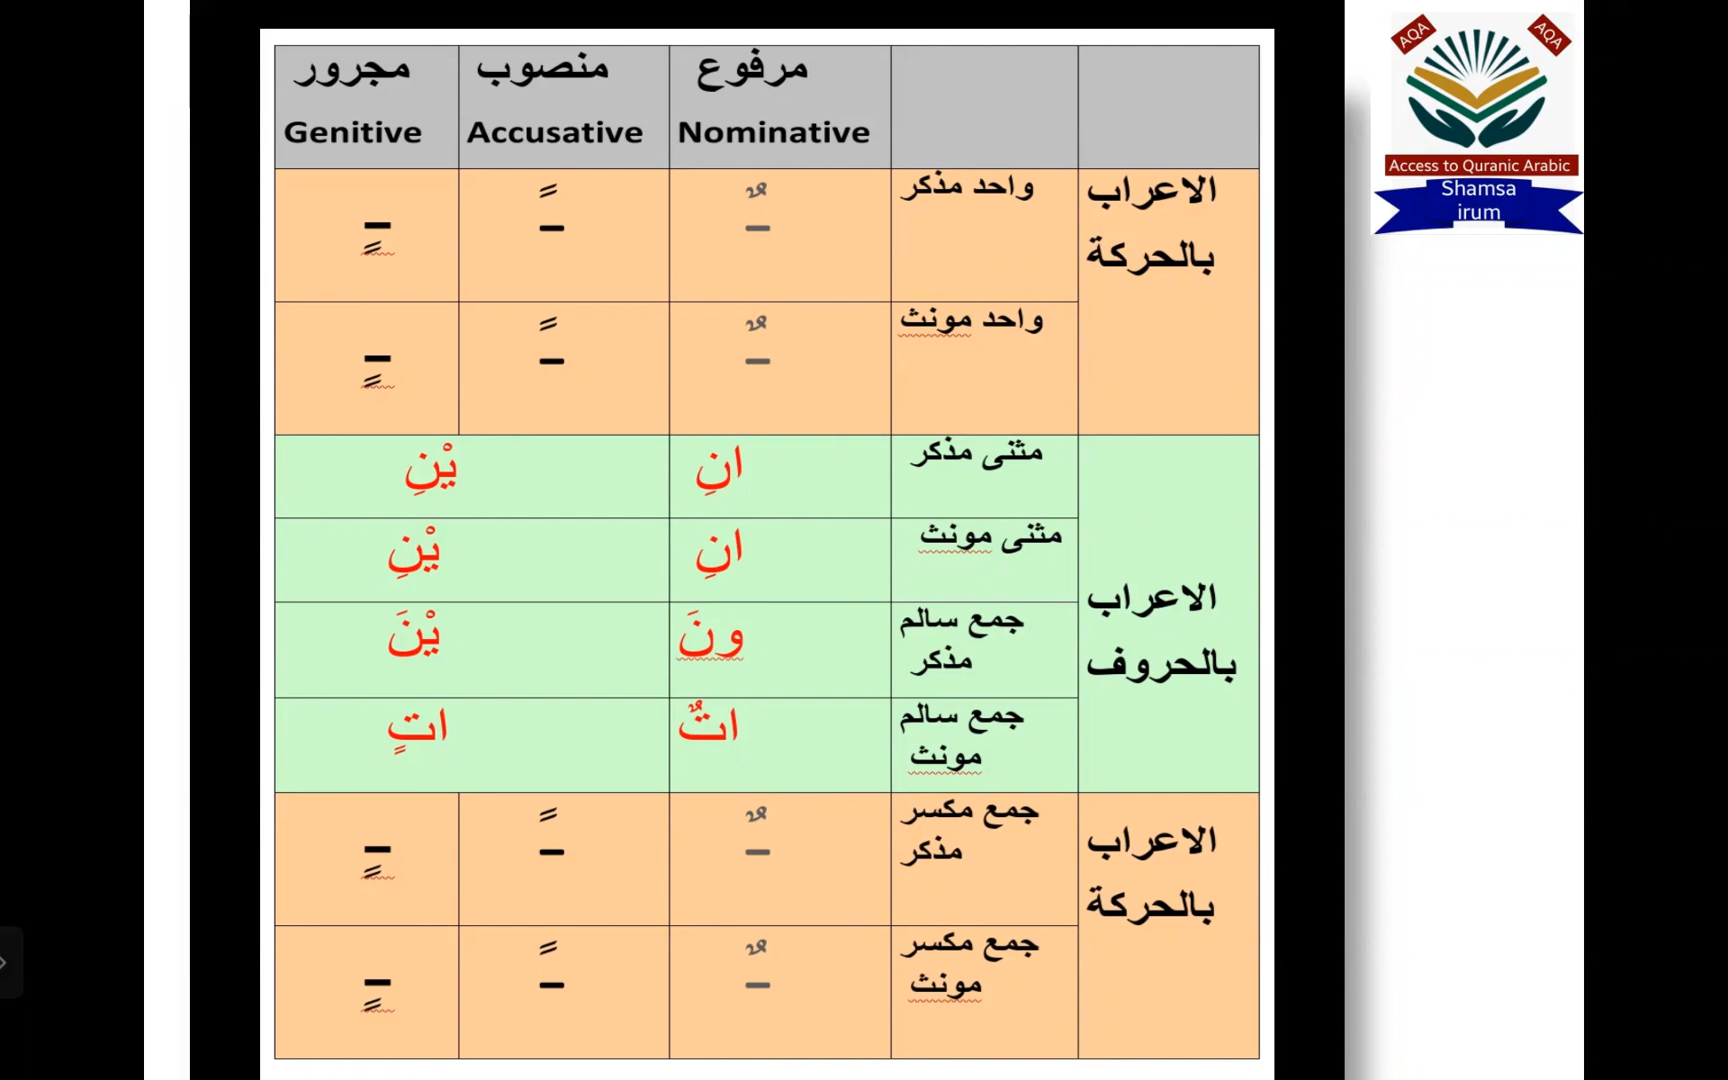 مرفوع
منصوب
مجرور
Nominative
Accusative
Genitive
الاعراب
بالحركة
واحد مذكر
ـٌ
ـً
ـٍ
واحد مونث
ـٌ
ـً
ـٍ
الاعراب
بالحروف
مثنى مذكر
انِ
يْنِ
مثنى مونث
انِ
يْنِ
جمع سالم
مذكر
ونَ
يْنَ
جمع سالم
مونث
اتٌ
اتٍ
الاعراب
بالحركة
جمع مكسر
مذكر
ـٌ
ـً
ـٍ
جمع مكسر
مونث
ـٌ
ـً
ـٍ
AQA
AQA
Access to Quranic Arabic
Shamsa
irum